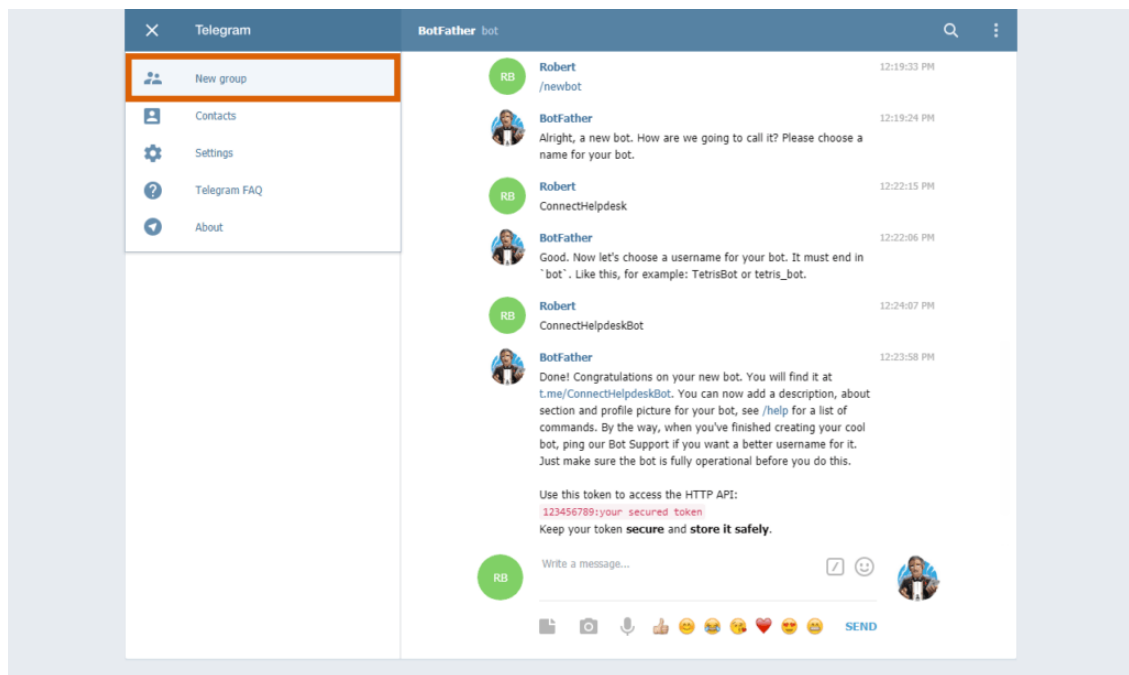 Telegram
New group
Contacts
Settings
Telegram FAQ
About
BotFather bot
RB
Robert 12:19:33 PM
/newbot
BotFather 12:19:24 PM
Alright, a new bot. How are we going to call it? Please choose a
name for your bot.
RB
Robert 12:22:15 PM
ConnectHelpdesk
BotFather 12:22:06 PM
Good. Now let's choose a username for your bot. It must end in
`bot`. Like this, for example: TetrisBot or tetris_bot.
RB
Robert 12:24:07 PM
ConnectHelpdeskBot
BotFather 12:23:58 PM
Done! Congratulations on your new bot. You will find it at
t.me/ConnectHelpdeskBot. You can now add a description, about
section and profile picture for your bot, see /help for a list of
commands. By the way, when you've finished creating your cool
bot, ping our Bot Support if you want a better username for it.
Just make sure the bot is fully operational before you do this.
Use this token to access the HTTP API:
123456789:your secured token
Keep your token secure and store it safely.
RB
Write a message...
SEND